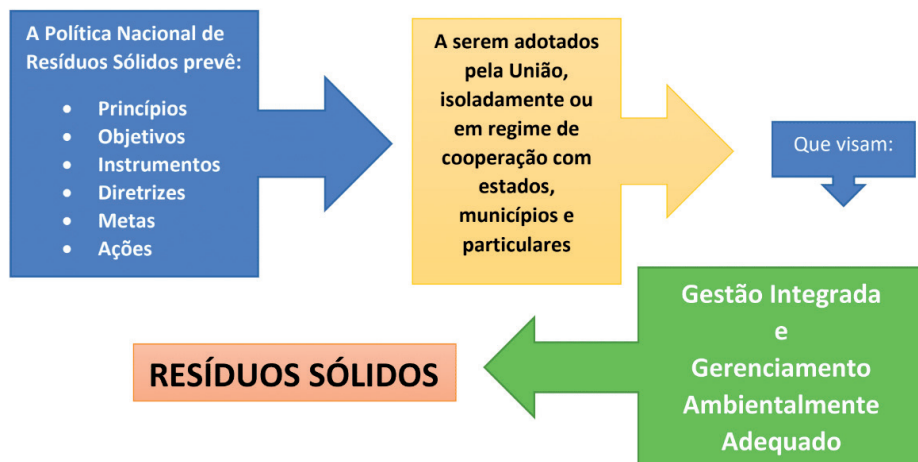 A Política Nacional de
Resíduos Sólidos prevê:
• Princípios
• Objetivos
• Instrumentos
• Diretrizes
• Metas
• Ações
A serem adotados
pela União,
isoladamente ou
em regime de
cooperação com
estados,
municípios e
particulares
Que visam:
Gestão Integrada
e
Gerenciamento
Ambientalmente
Adequado
RESÍDUOS SÓLIDOS